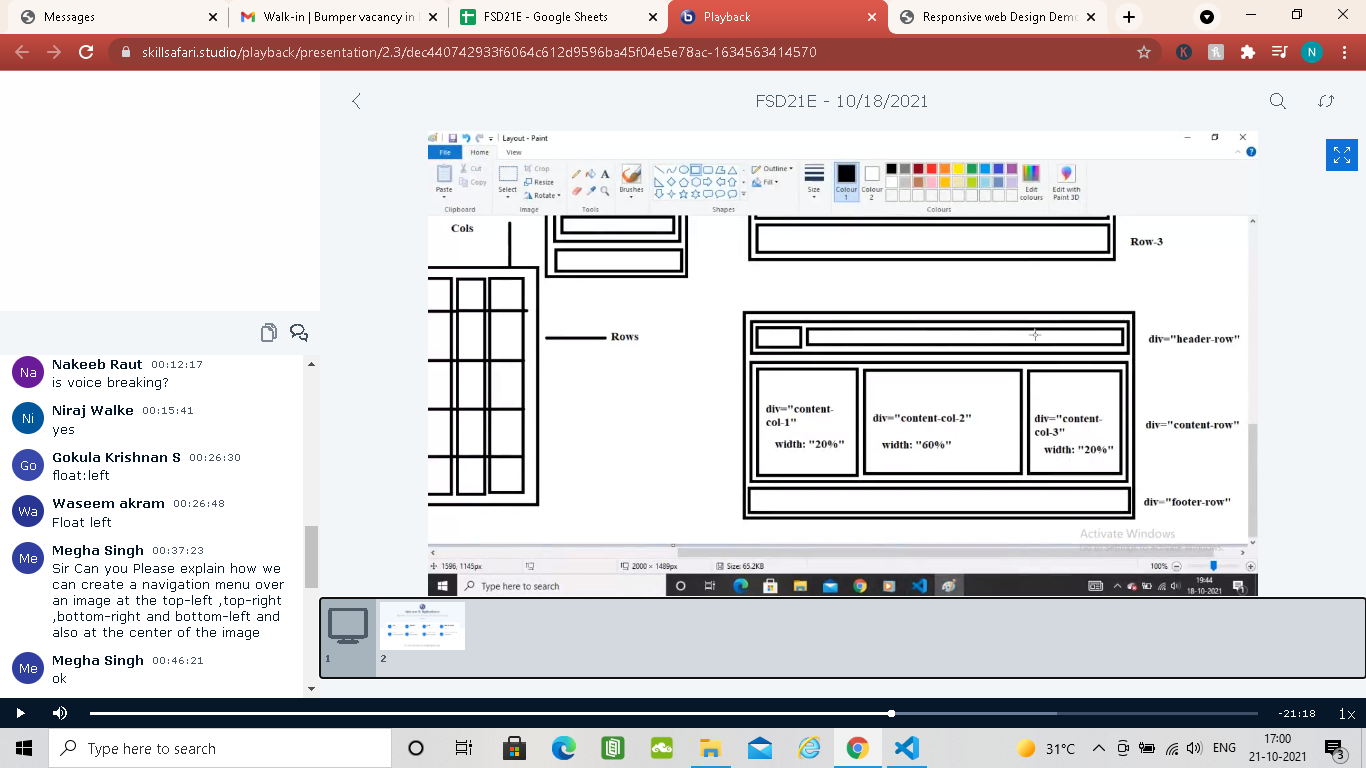 Messages
Walk-in | Bumper vacancy in
FSD21E - Google Sheets
Playback
Responsive web Design Dem
skillsafari.studio/playback/presentation/2.3/dec440742933f6064c612d9596ba45f04e5e78ac-1634563414570
K
N
FSD21E - 10/18/2021
Layout - Paint
File
Home
View
Paste
Cut
Copy
Clipboard
Select
Crop
Resize
Rotate
Image
A
Tools
Brushes
Shapes
Outline
Fill
Size
Colour 1
Colour 2
Edit colours
Edit with Paint 3D
Colours
Cols
Rows
Row-3
div="header-row"
div="content-
col-1"
width: "20%"
div="content-col-2"
width: "60%"
div="content-
col-3"
width: "20%"
div="content-row"
div="footer-row"
Activate Windows
Go to Settings to activate Windows.
1596, 1145px
2000 × 1489px
Size: 65.2KB
100%
Type here to search
19:44
18-10-2021
Na
Nakeeb Raut 00:12:17
is voice breaking?
Ni
Niraj Walke 00:15:41
yes
Go
Gokula Krishnan S 00:26:30
float:left
Wa
Waseem akram 00:26:48
Float left
Me
Megha Singh 00:37:23
Sir Can you Please explain how we
can create a navigation menu over
an image at the top-left ,top-right
,bottom-right and bottom-left and
also at the center of the image
Me
Megha Singh 00:46:21
ok
1
2
-21:18
1x
Type here to search
31°C
ENG
17:00
21-10-2021
3